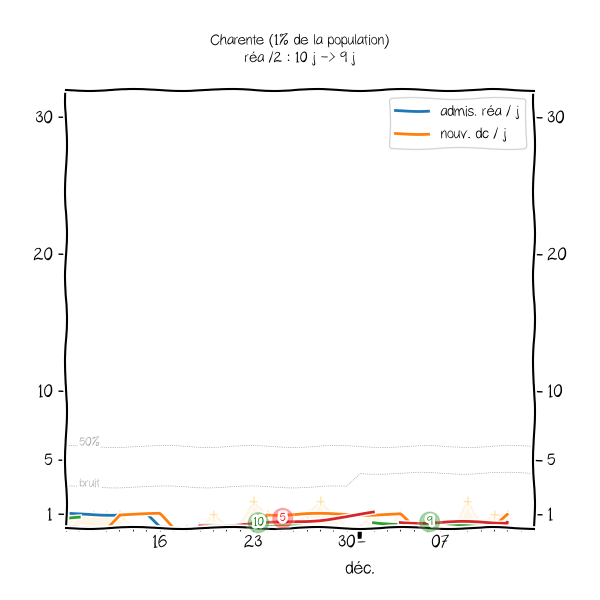 Charente (1% de la population)
réa /2 : 10 j -> 9 j
admis. réa / j
nouv. dc / j
30 30
20 20
10 10
50%
5 5
bruit
1 1
10 5 9
16 23 30 07
déc.